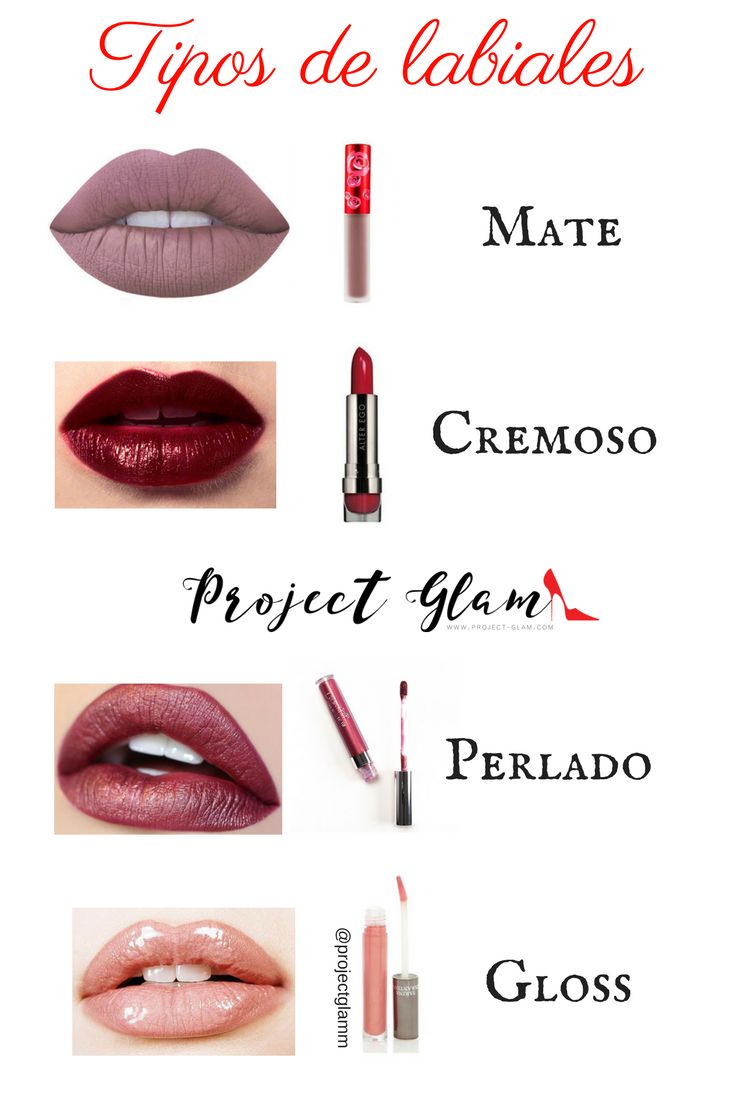 Tipos de labiales
Mate
ALTER EGO
Cremoso
Project Glam
WWW.PROJECT-GLAM.COM
Perlado
@projectglamm
Gloss